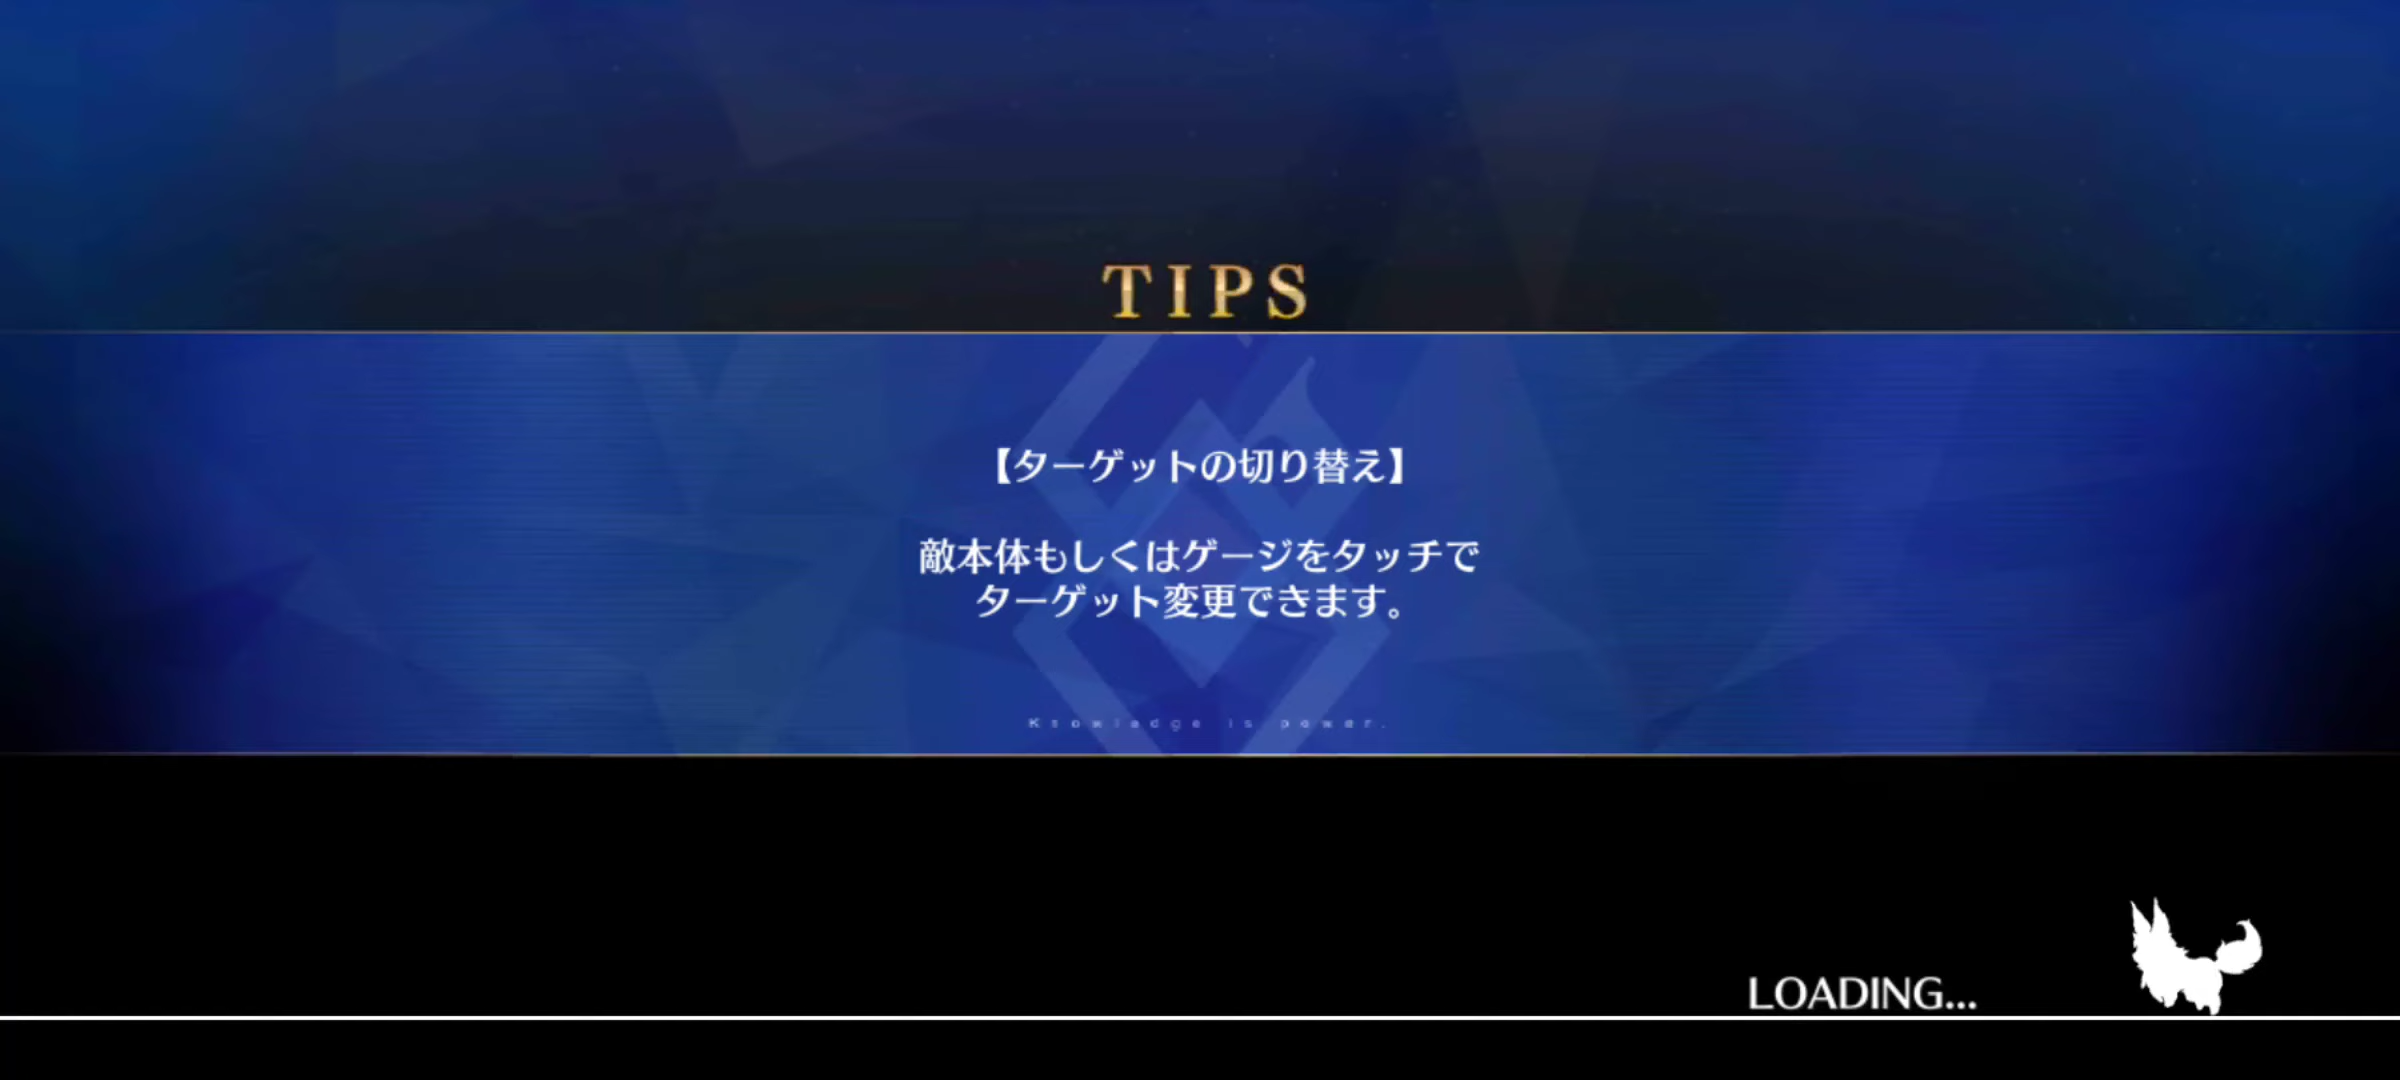 TIPS
【ターゲットの切り替え】
敵本体もしくはゲージをタッチで
ターゲット変更できます。
Knowledge is power.
LOADING...